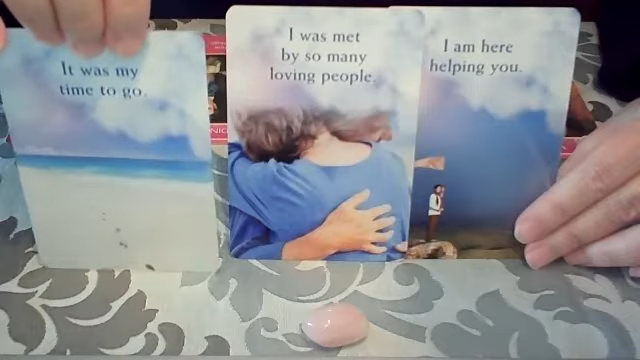 It was my
time to go.
I was met
by so many
loving people.
I am here
helping you.